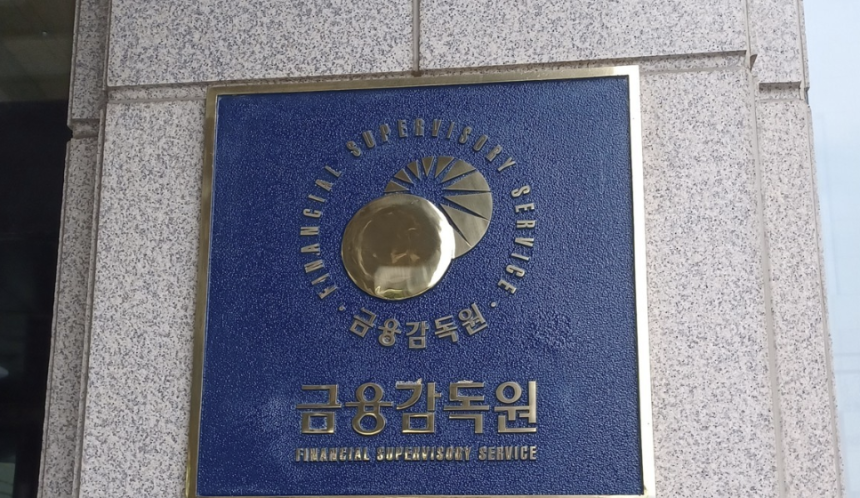 FINANCIAL SUPERVISORY SERVICE
· 금융감독원 ·
금융감독원
FINANCIAL SUPERVISORY SERVICE